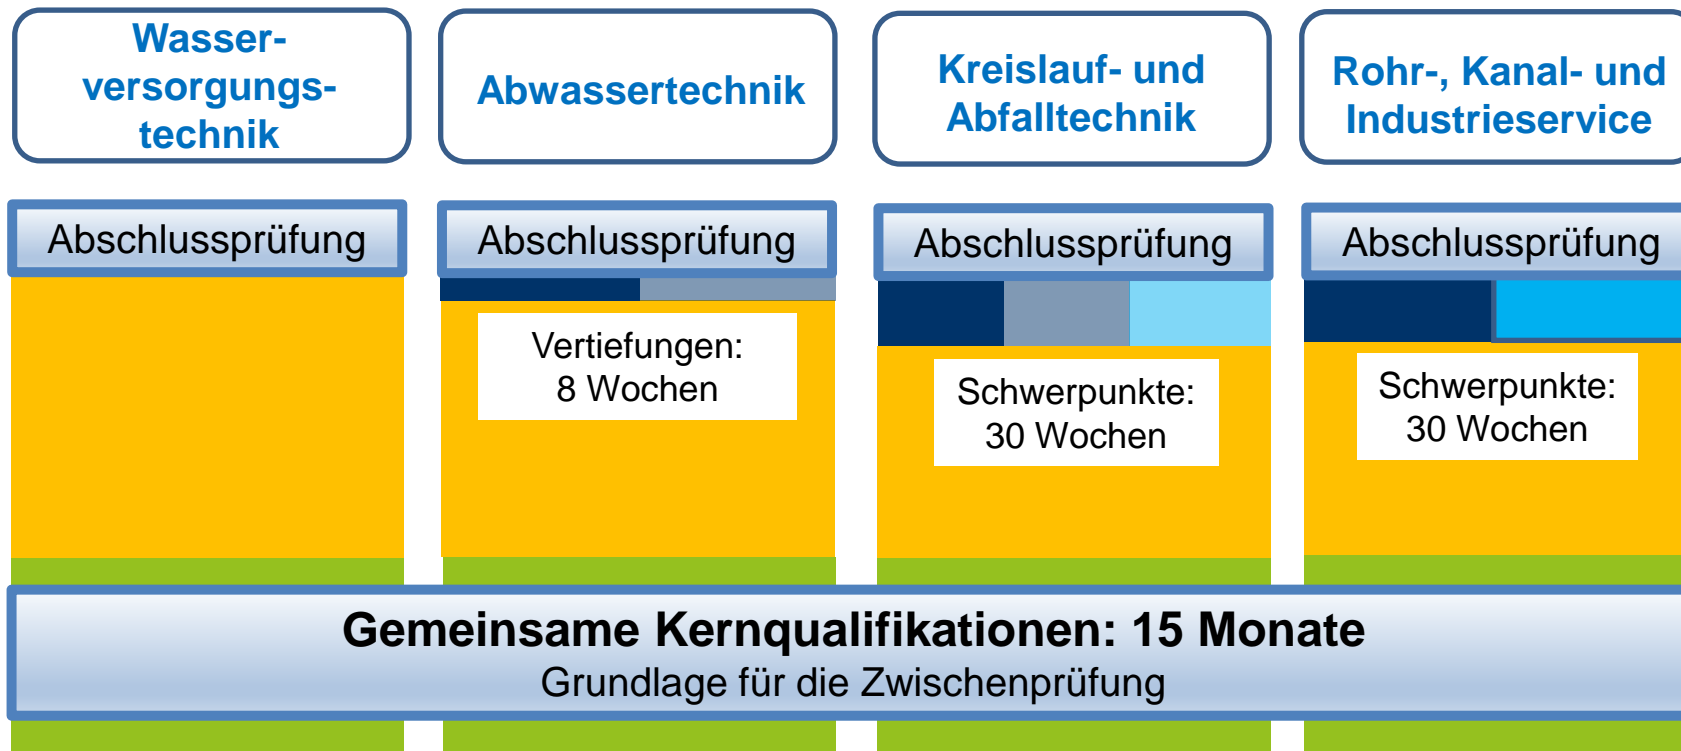 Wasser-
versorgungs-
technik
Abwassertechnik
Kreislauf- und
Abfalltechnik
Rohr-, Kanal- und
Industrieservice
Abschlussprüfung
Abschlussprüfung
Abschlussprüfung
Abschlussprüfung
Vertiefungen:
8 Wochen
Schwerpunkte:
30 Wochen
Schwerpunkte:
30 Wochen
Gemeinsame Kernqualifikationen: 15 Monate
Grundlage für die Zwischenprüfung